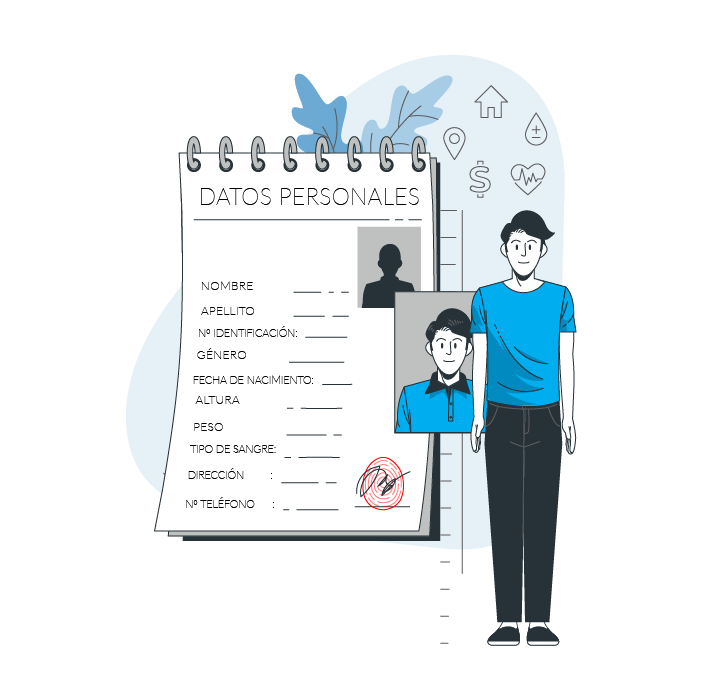 DATOS PERSONALES
NOMBRE
APELLITO
Nº IDENTIFICACIÓN:
GÉNERO
FECHA DE NACIMIENTO:
ALTURA
PESO
TIPO DE SANGRE:
DIRECCIÓN :
Nº TELÉFONO :